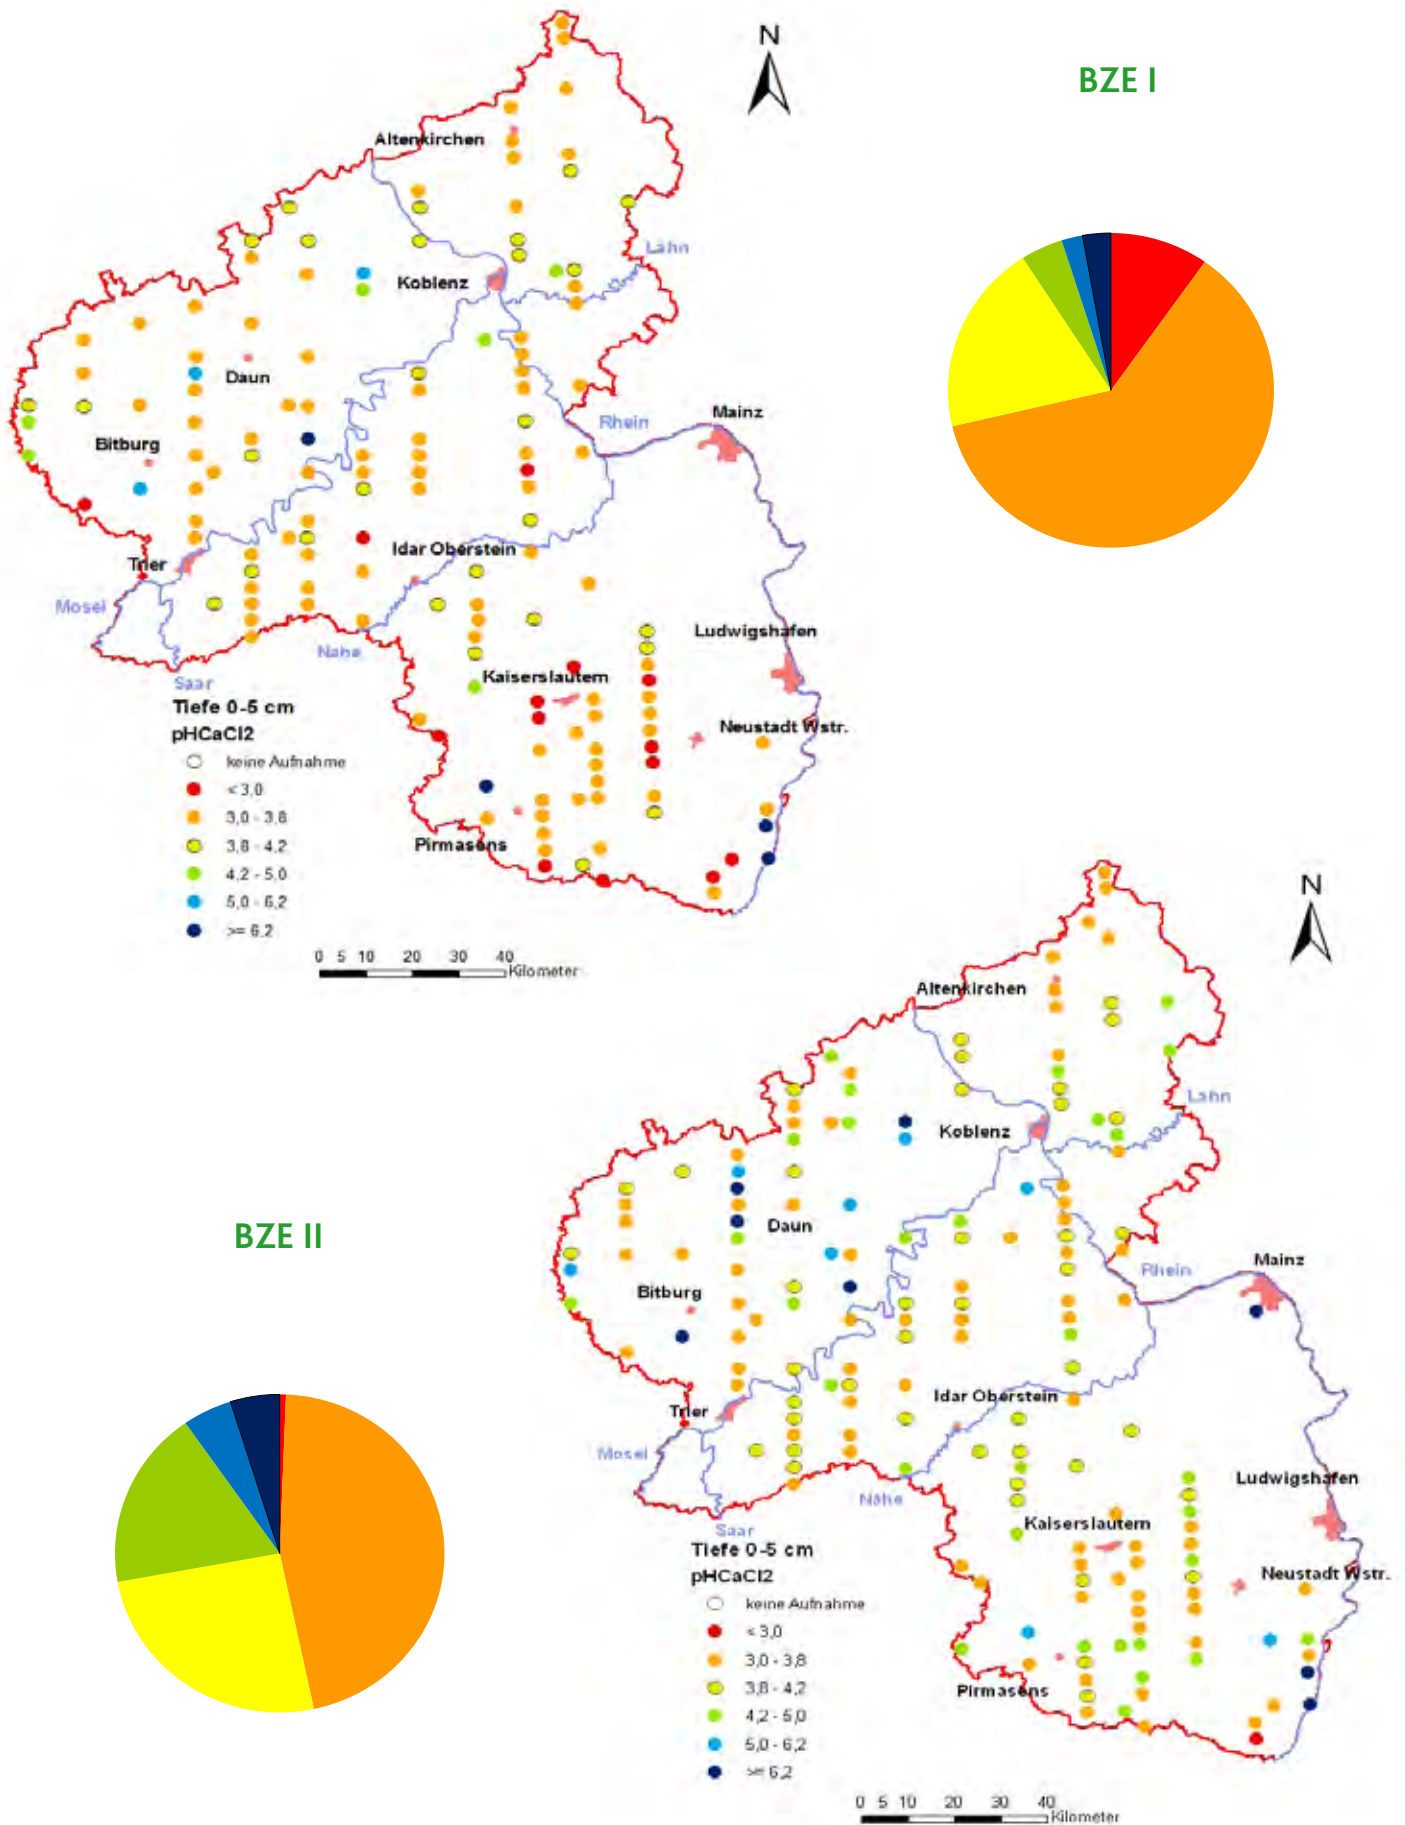 N
BZE I
Altenkirchen
Lahn
Koblenz
Daun
Rhein
Mainz
Bitburg
Idar Oberstein
Trier
Mosel
Ludwigshafen
Nahe
Kaiserslautern
Saar
Neustadt Wstr.
Pirmasens
Tiefe 0-5 cm
pHCaCl2
keine Aufnahme
< 3,0
3,0 - 3,8
3,8 - 4,2
4,2 - 5,0
5,0 - 6,2
>= 6,2
0 5 10 20 30 40
Kilometer
N
Altenkirchen
Lahn
Koblenz
BZE II
Daun
Rhein
Mainz
Bitburg
Idar Oberstein
Trier
Mosel
Ludwigshafen
Nahe
Kaiserslautern
Saar
Neustadt Wstr.
Pirmasens
Tiefe 0-5 cm
pHCaCl2
keine Aufnahme
< 3,0
3,0 - 3,8
3,8 - 4,2
4,2 - 5,0
5,0 - 6,2
>= 6,2
0 5 10 20 30 40
Kilometer